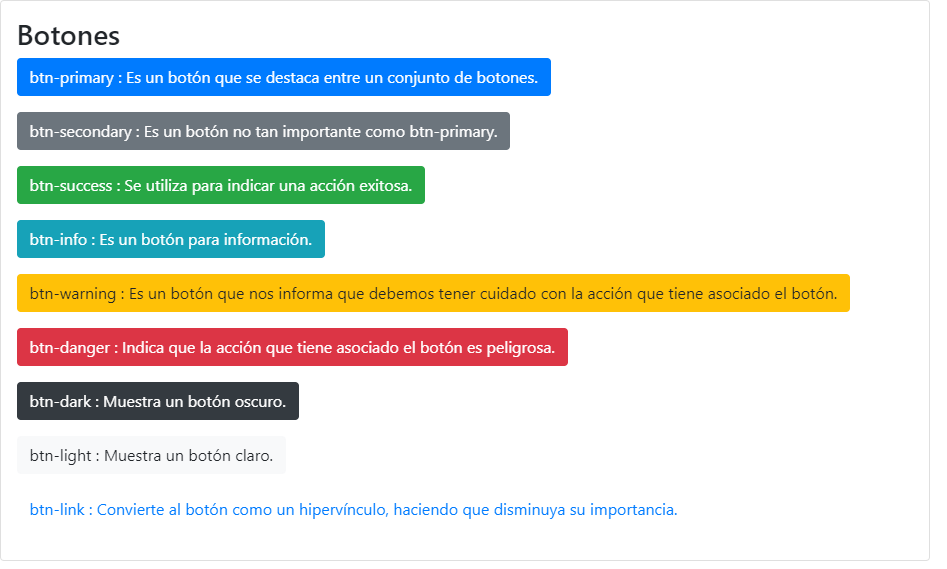 Botones
btn-primary : Es un botón que se destaca entre un conjunto de botones.
btn-secondary : Es un botón no tan importante como btn-primary.
btn-success : Se utiliza para indicar una acción exitosa.
btn-info : Es un botón para información.
btn-warning : Es un botón que nos informa que debemos tener cuidado con la acción que tiene asociado el botón.
btn-danger : Indica que la acción que tiene asociado el botón es peligrosa.
btn-dark : Muestra un botón oscuro.
btn-light : Muestra un botón claro.
btn-link : Convierte al botón como un hipervínculo, haciendo que disminuya su importancia.